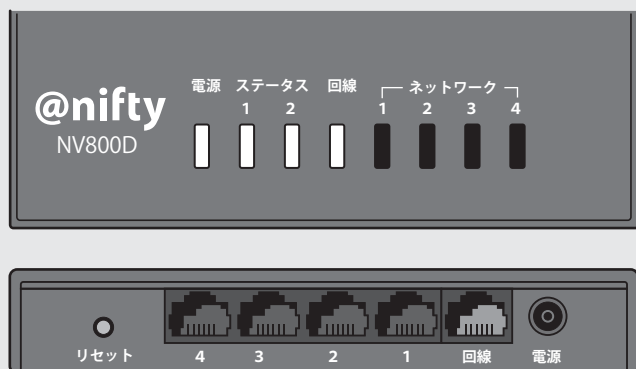 電源 ステータス 回線 ネットワーク
1 2 1 2 3 4
@nifty
NV800D
リセット 4 3 2 1 回線 電源